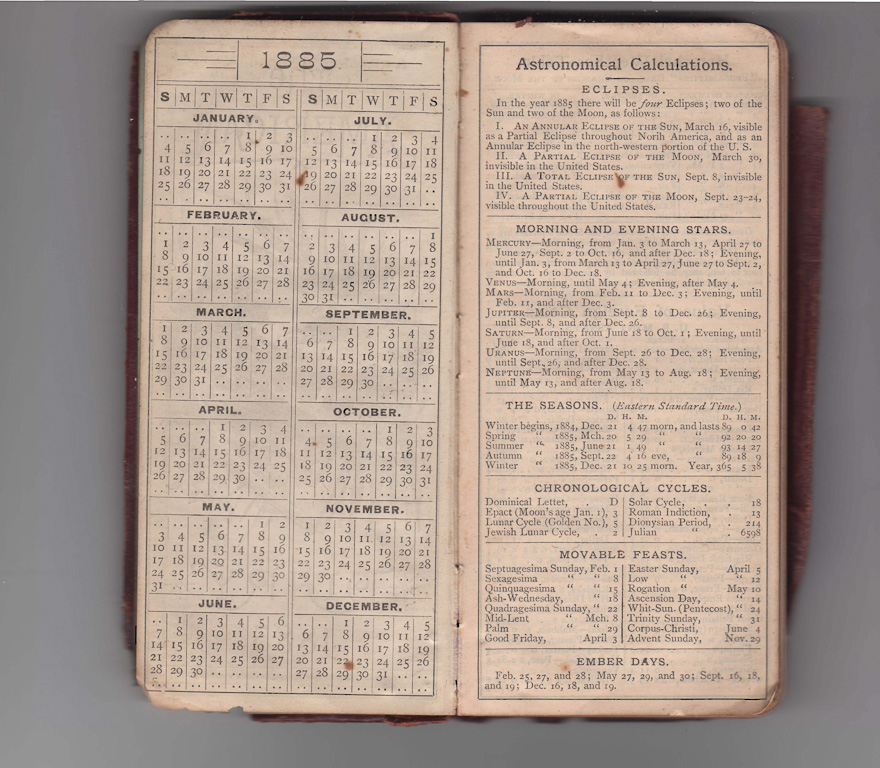 1885
S M T W T F S
JANUARY.
.. .. .. .. 1 2 3
4 5 6 7 8 9 10
11 12 13 14 15 16 17
18 19 20 21 22 23 24
25 26 27 28 29 30 31
.. .. .. .. .. .. ..
FEBRUARY.
.. .. .. .. .. .. ..
1 2 3 4 5 6 7
8 9 10 11 12 13 14
15 16 17 18 19 20 21
22 23 24 25 26 27 28
.. .. .. .. .. .. ..
MARCH.
1 2 3 4 5 6 7
8 9 10 11 12 13 14
15 16 17 18 19 20 21
22 23 24 25 26 27 28
29 30 31 .. .. .. ..
.. .. .. .. .. .. ..
APRIL.
.. .. .. 1 2 3 4
5 6 7 8 9 10 11
12 13 14 15 16 17 18
19 20 21 22 23 24 25
26 27 28 29 30 .. ..
.. .. .. .. .. .. ..
MAY.
.. .. .. .. .. 1 2
3 4 5 6 7 8 9
10 11 12 13 14 15 16
17 18 19 20 21 22 23
24 25 26 27 28 29 30
31 .. .. .. .. .. ..
JUNE.
.. 1 2 3 4 5 6
7 8 9 10 11 12 13
14 15 16 17 18 19 20
21 22 23 24 25 26 27
28 29 30 .. .. .. ..
.. .. .. .. .. .. ..
S M T W T F S
JULY.
.. .. .. 1 2 3 4
5 6 7 8 9 10 11
12 13 14 15 16 17 18
19 20 21 22 23 24 25
26 27 28 29 30 31 ..
.. .. .. .. .. .. ..
AUGUST.
.. .. .. .. .. .. 1
2 3 4 5 6 7 8
9 10 11 12 13 14 15
16 17 18 19 20 21 22
23 24 25 26 27 28 29
30 31 .. .. .. .. ..
SEPTEMBER.
.. .. 1 2 3 4 5
6 7 8 9 10 11 12
13 14 15 16 17 18 19
20 21 22 23 24 25 26
27 28 29 30 .. .. ..
.. .. .. .. .. .. ..
OCTOBER.
.. .. .. .. 1 2 3
4 5 6 7 8 9 10
11 12 13 14 15 16 17
18 19 20 21 22 23 24
25 26 27 28 29 30 31
.. .. .. .. .. .. ..
NOVEMBER.
1 2 3 4 5 6 7
8 9 10 11 12 13 14
15 16 17 18 19 20 21
22 23 24 25 26 27 28
29 30 .. .. .. .. ..
.. .. .. .. .. .. ..
DECEMBER.
.. .. 1 2 3 4 5
6 7 8 9 10 11 12
13 14 15 16 17 18 19
20 21 22 23 24 25 26
27 28 29 30 31 .. ..
.. .. .. .. .. .. ..
Astronomical Calculations.
ECLIPSES.
In the year 1885 there will be four Eclipses; two of the
Sun and two of the Moon, as follows:
I. AN ANNULAR ECLIPSE OF THE SUN, March 16, visible
as a Partial Eclipse throughout North America, and as an
Annular Eclipse in the north-western portion of the U. S.
II. A PARTIAL ECLIPSE OF THE MOON, March 30,
invisible in the United States.
III. A TOTAL ECLIPSE OF THE SUN, Sept. 8, invisible
in the United States.
IV. A PARTIAL ECLIPSE OF THE MOON, Sept. 23-24,
visible throughout the United States.
MORNING AND EVENING STARS.
MERCURY—Morning, from Jan. 3 to March 13, April 27 to
June 27, Sept. 2 to Oct. 16, and after Dec. 18; Evening,
until Jan. 3, from March 13 to April 27, June 27 to Sept. 2,
and Oct. 16 to Dec. 18.
VENUS—Morning, until May 4; Evening, after May 4.
MARS—Morning, from Feb. 11 to Dec. 3; Evening, until
Feb. 11, and after Dec. 3.
JUPITER—Morning, from Sept. 8 to Dec. 26; Evening,
until Sept. 8, and after Dec. 26.
SATURN—Morning, from June 18 to Oct. 1; Evening, until
June 18, and after Oct. 1.
URANUS—Morning, from Sept. 26 to Dec. 28; Evening,
until Sept. 26, and after Dec. 28.
NEPTUNE—Morning, from May 13 to Aug. 18; Evening,
until May 13, and after Aug. 18.
THE SEASONS. (Eastern Standard Time.)
D. H. M. D. H. M.
Winter begins, 1884, Dec. 21 4 47 morn, and lasts 89 0 42
Spring " 1885, Mch. 20 5 29 " " 92 20 20
Summer " 1885, June 21 1 49 " " 93 14 27
Autumn " 1885, Sept. 22 4 16 eve, " 89 18 9
Winter " 1885, Dec. 21 10 25 morn. Year, 365 5 38
CHRONOLOGICAL CYCLES.
Dominical Letter, . D
Epact (Moon's age Jan. 1), 3
Lunar Cycle (Golden No.), 5
Jewish Lunar Cycle, . 2
Solar Cycle, . . 18
Roman Indiction, . 13
Dionysian Period, . 214
Julian " . 6598
MOVABLE FEASTS.
Septuagesima Sunday, Feb. 1
Sexagesima " " 8
Quinquagesima " " 15
Ash-Wednesday, " 18
Quadragesima Sunday, " 22
Mid-Lent " Mch. 8
Palm " " 29
Good Friday, April 3
Easter Sunday, April 5
Low " " 12
Rogation " May 10
Ascension Day, " 14
Whit-Sun. (Pentecost), " 24
Trinity Sunday, " 31
Corpus-Christi, June 4
Advent Sunday, Nov. 29
EMBER DAYS.
Feb. 25, 27, and 28; May 27, 29, and 30; Sept. 16, 18,
and 19; Dec. 16, 18, and 19.